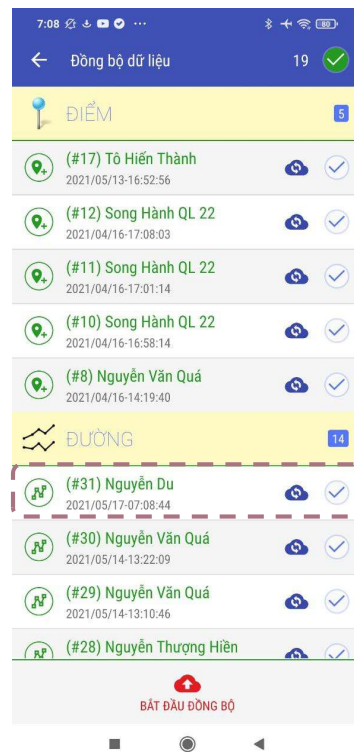 7:08 ··· 80
Đồng bộ dữ liệu 19
ĐIỂM 5
(#17) Tô Hiến Thành
2021/05/13-16:52:56
(#12) Song Hành QL 22
2021/04/16-17:08:03
(#11) Song Hành QL 22
2021/04/16-17:01:14
(#10) Song Hành QL 22
2021/04/16-16:58:14
(#8) Nguyễn Văn Quá
2021/04/16-14:19:40
ĐƯỜNG 14
(#31) Nguyễn Du
2021/05/17-07:08:44
(#30) Nguyễn Văn Quá
2021/05/14-13:22:09
(#29) Nguyễn Văn Quá
2021/05/14-13:10:46
(#28) Nguyễn Thượng Hiền
BẮT ĐẦU ĐỒNG BỘ